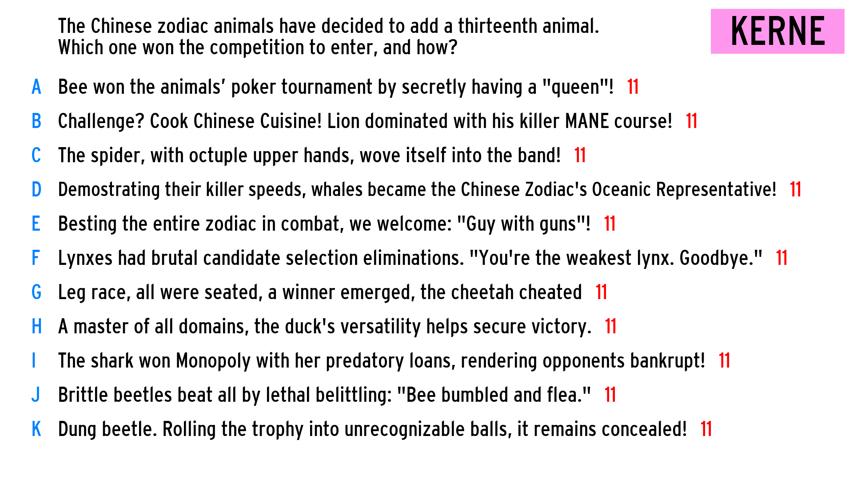 The Chinese zodiac animals have decided to add a thirteenth animal.
Which one won the competition to enter, and how?
KERNE
A Bee won the animals' poker tournament by secretly having a "queen"! 11
B Challenge? Cook Chinese Cuisine! Lion dominated with his killer MANE course! 11
C The spider, with octuple upper hands, wove itself into the band! 11
D Demostrating their killer speeds, whales became the Chinese Zodiac's Oceanic Representative! 11
E Besting the entire zodiac in combat, we welcome: "Guy with guns"! 11
F Lynxes had brutal candidate selection eliminations. "You're the weakest lynx. Goodbye." 11
G Leg race, all were seated, a winner emerged, the cheetah cheated 11
H A master of all domains, the duck's versatility helps secure victory. 11
I The shark won Monopoly with her predatory loans, rendering opponents bankrupt! 11
J Brittle beetles beat all by lethal belittling: "Bee bumbled and flea." 11
K Dung beetle. Rolling the trophy into unrecognizable balls, it remains concealed! 11